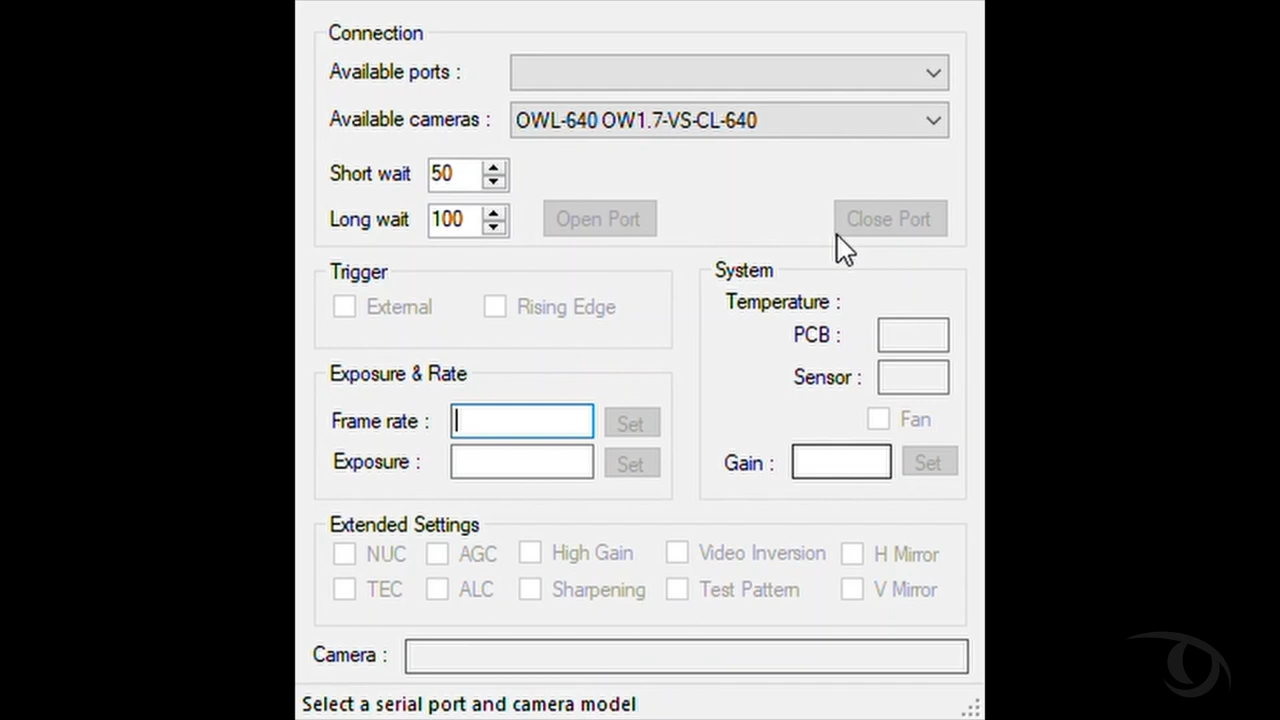 Connection
Available ports :
Available cameras : OWL-640 OW1.7-VS-CL-640
Short wait 50
Long wait 100 Open Port Close Port
Trigger
External Rising Edge
System
Temperature :
PCB :
Sensor :
Fan
Gain : Set
Exposure & Rate
Frame rate : Set
Exposure : Set
Extended Settings
NUC AGC High Gain Video Inversion H Mirror
TEC ALC Sharpening Test Pattern V Mirror
Camera :
Select a serial port and camera model